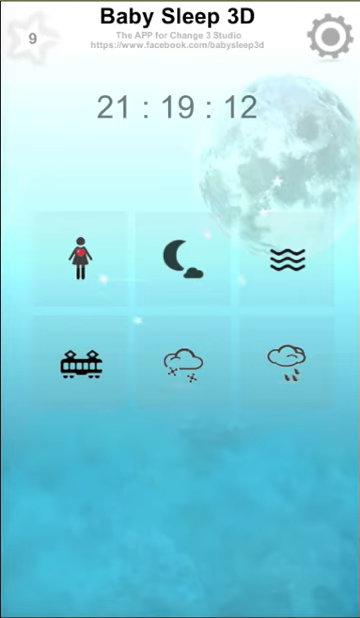 Baby Sleep 3D
9
The APP for Change 3 Studio
https://www.facebook.com/babysleep3d
21 : 19 : 12